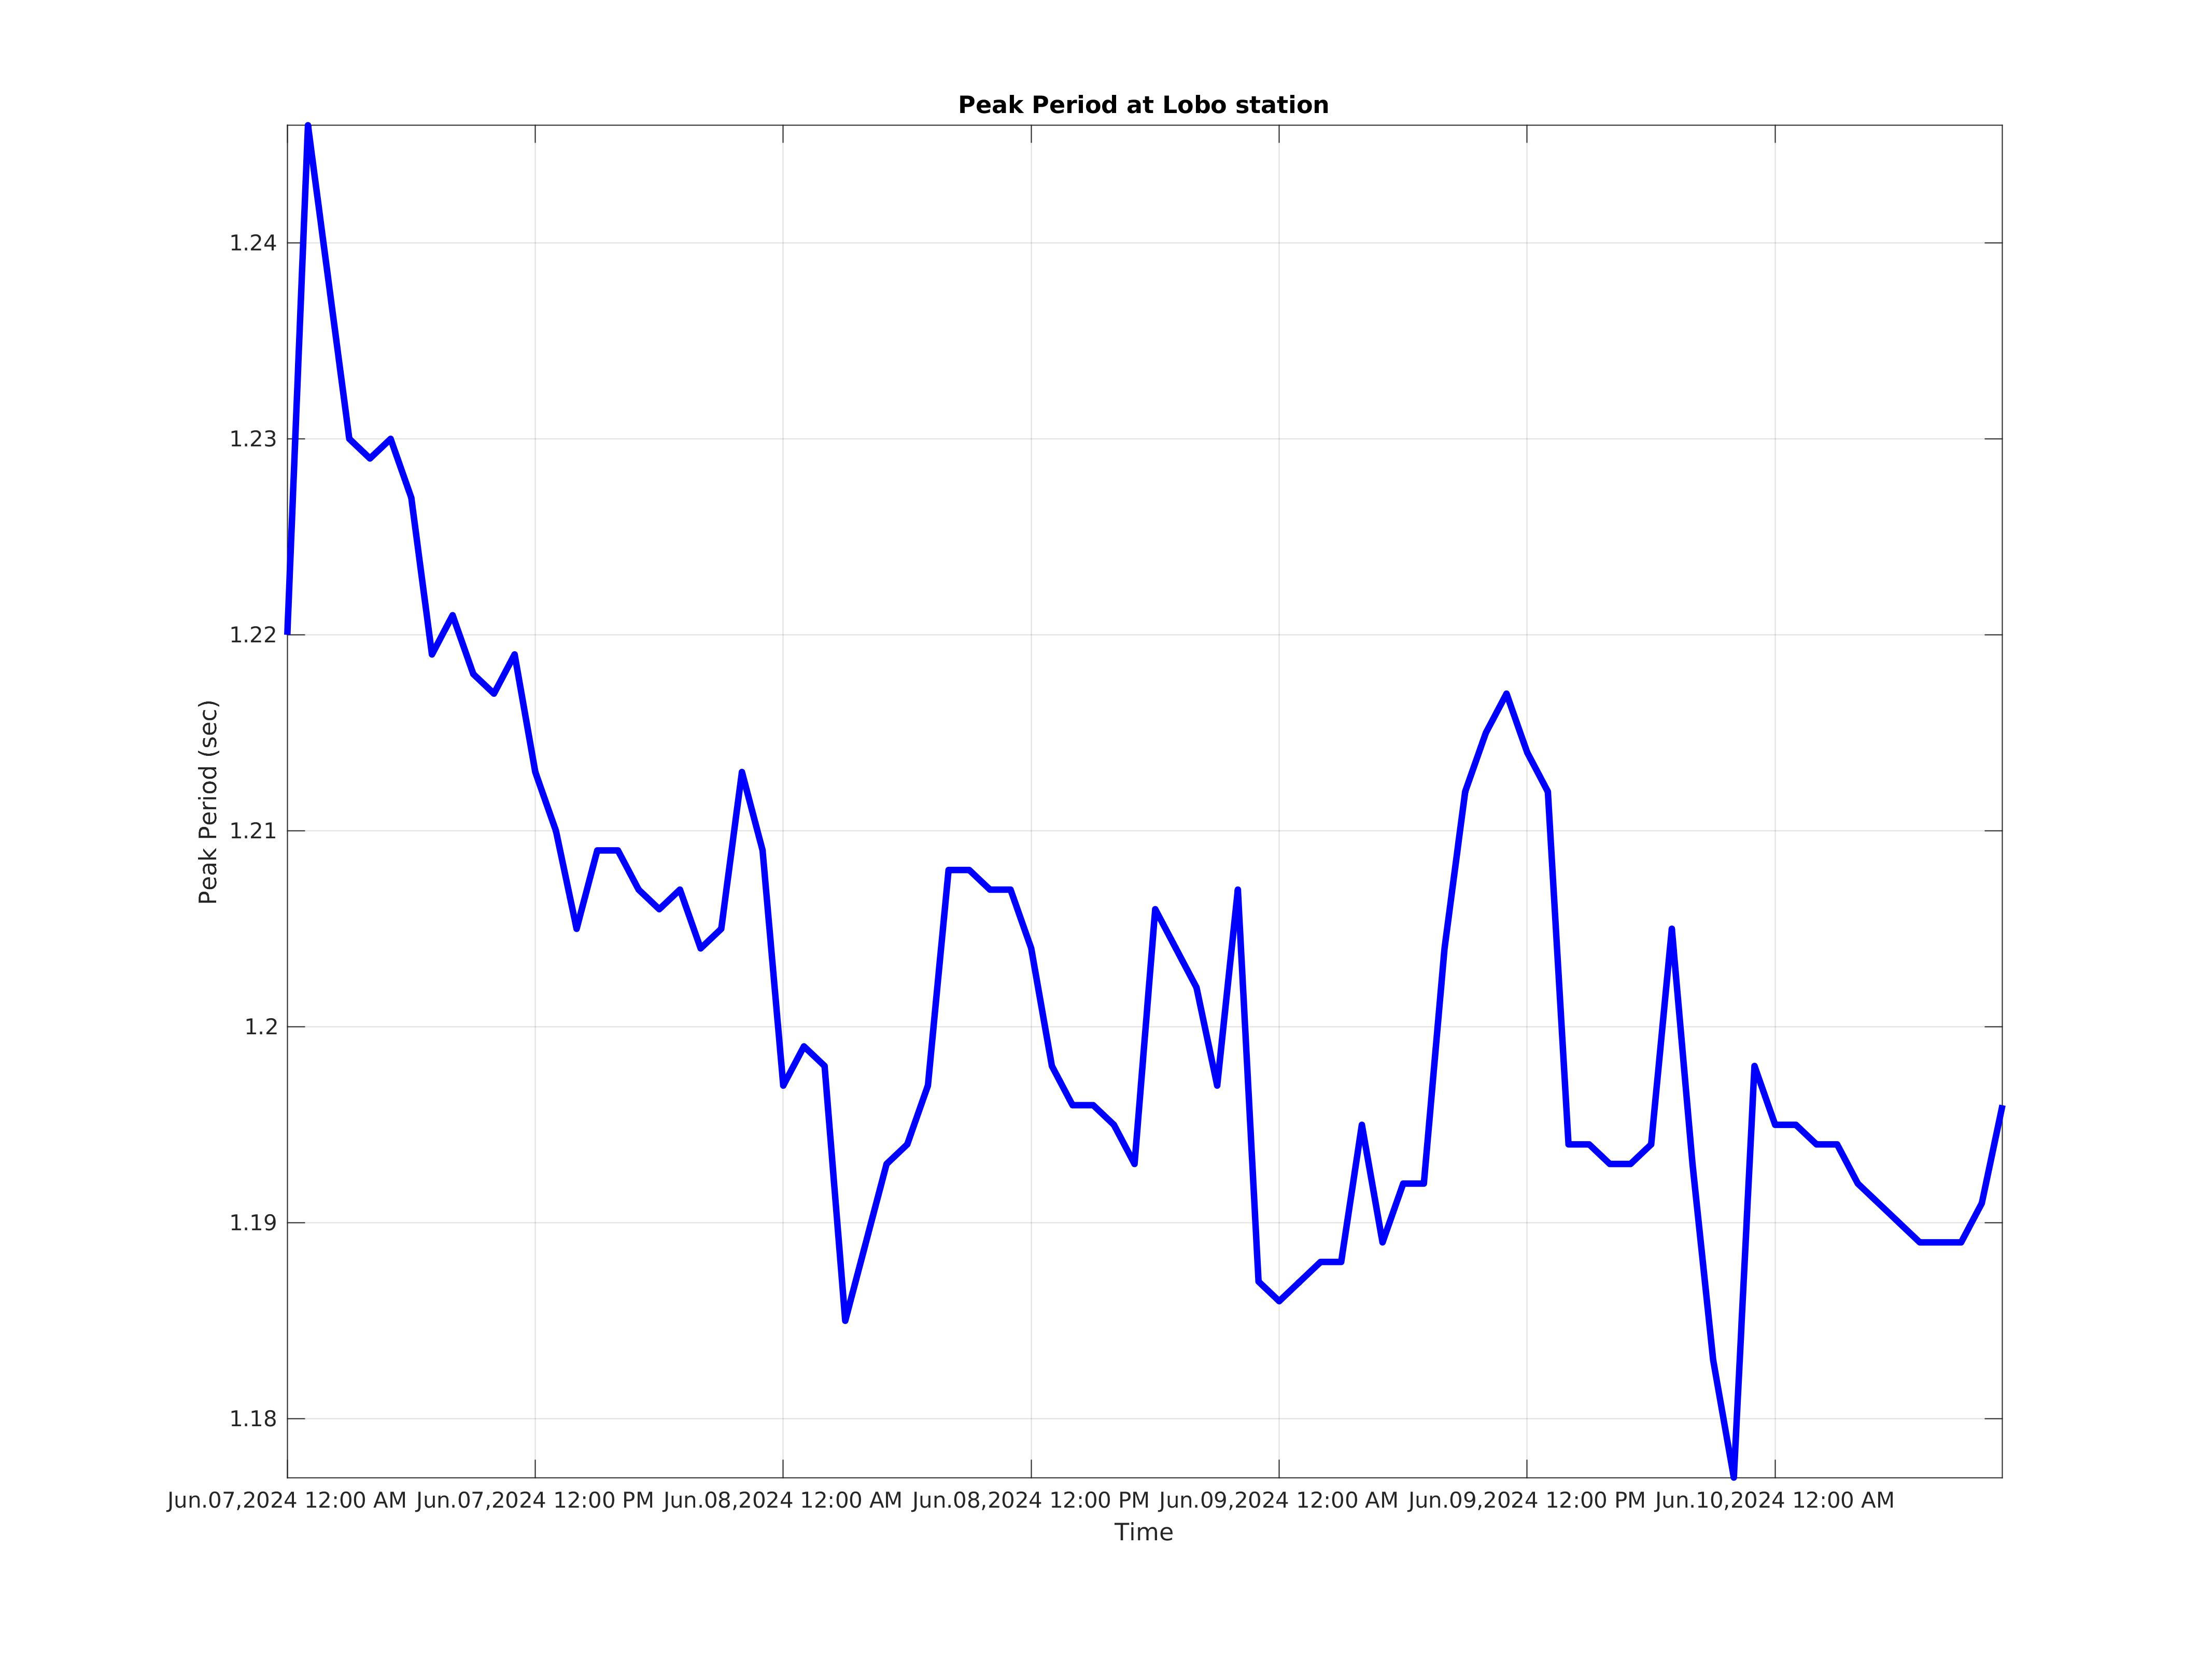 Peak Period at Lobo station
1.24
1.23
1.22
1.21
1.2
1.19
1.18
Peak Period (sec)
Jun.07,2024 12:00 AM Jun.07,2024 12:00 PM Jun.08,2024 12:00 AM Jun.08,2024 12:00 PM Jun.09,2024 12:00 AM Jun.09,2024 12:00 PM Jun.10,2024 12:00 AM
Time